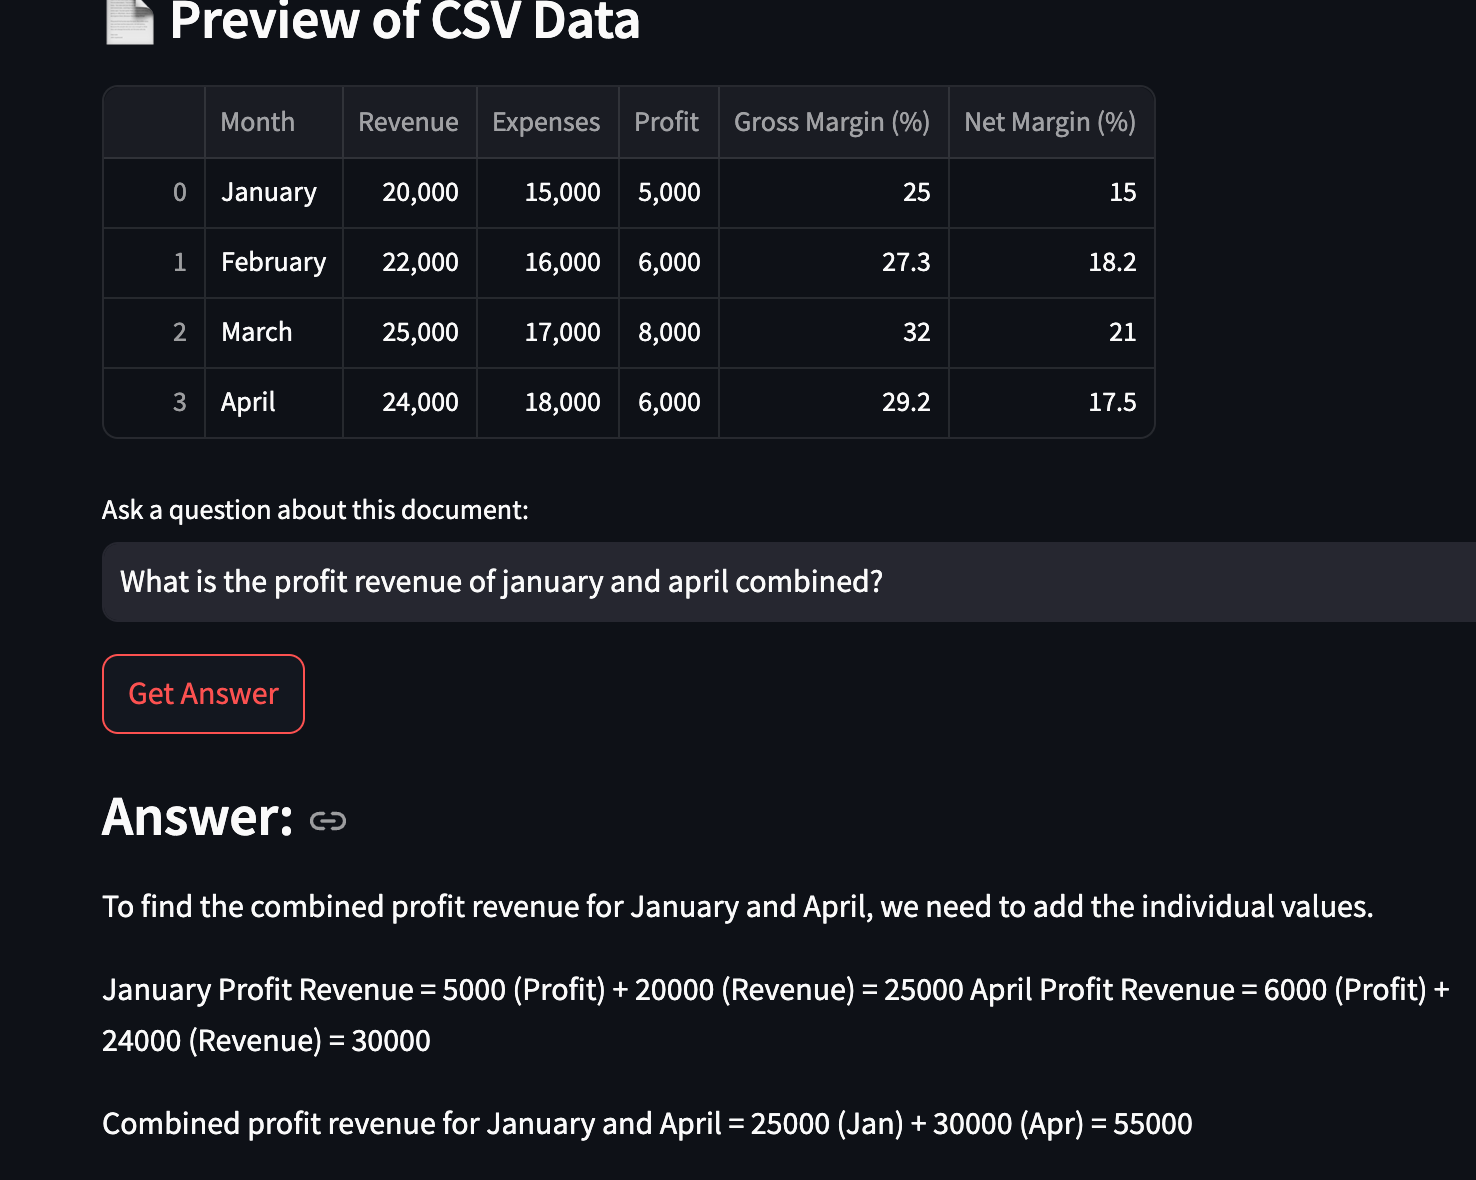 Preview of CSV Data
Month Revenue Expenses Profit Gross Margin (%) Net Margin (%)
0 January 20,000 15,000 5,000 25 15
1 February 22,000 16,000 6,000 27.3 18.2
2 March 25,000 17,000 8,000 32 21
3 April 24,000 18,000 6,000 29.2 17.5
Ask a question about this document:
What is the profit revenue of january and april combined?
Get Answer
Answer:
To find the combined profit revenue for January and April, we need to add the individual values.
January Profit Revenue = 5000 (Profit) + 20000 (Revenue) = 25000 April Profit Revenue = 6000 (Profit) +
24000 (Revenue) = 30000
Combined profit revenue for January and April = 25000 (Jan) + 30000 (Apr) = 55000